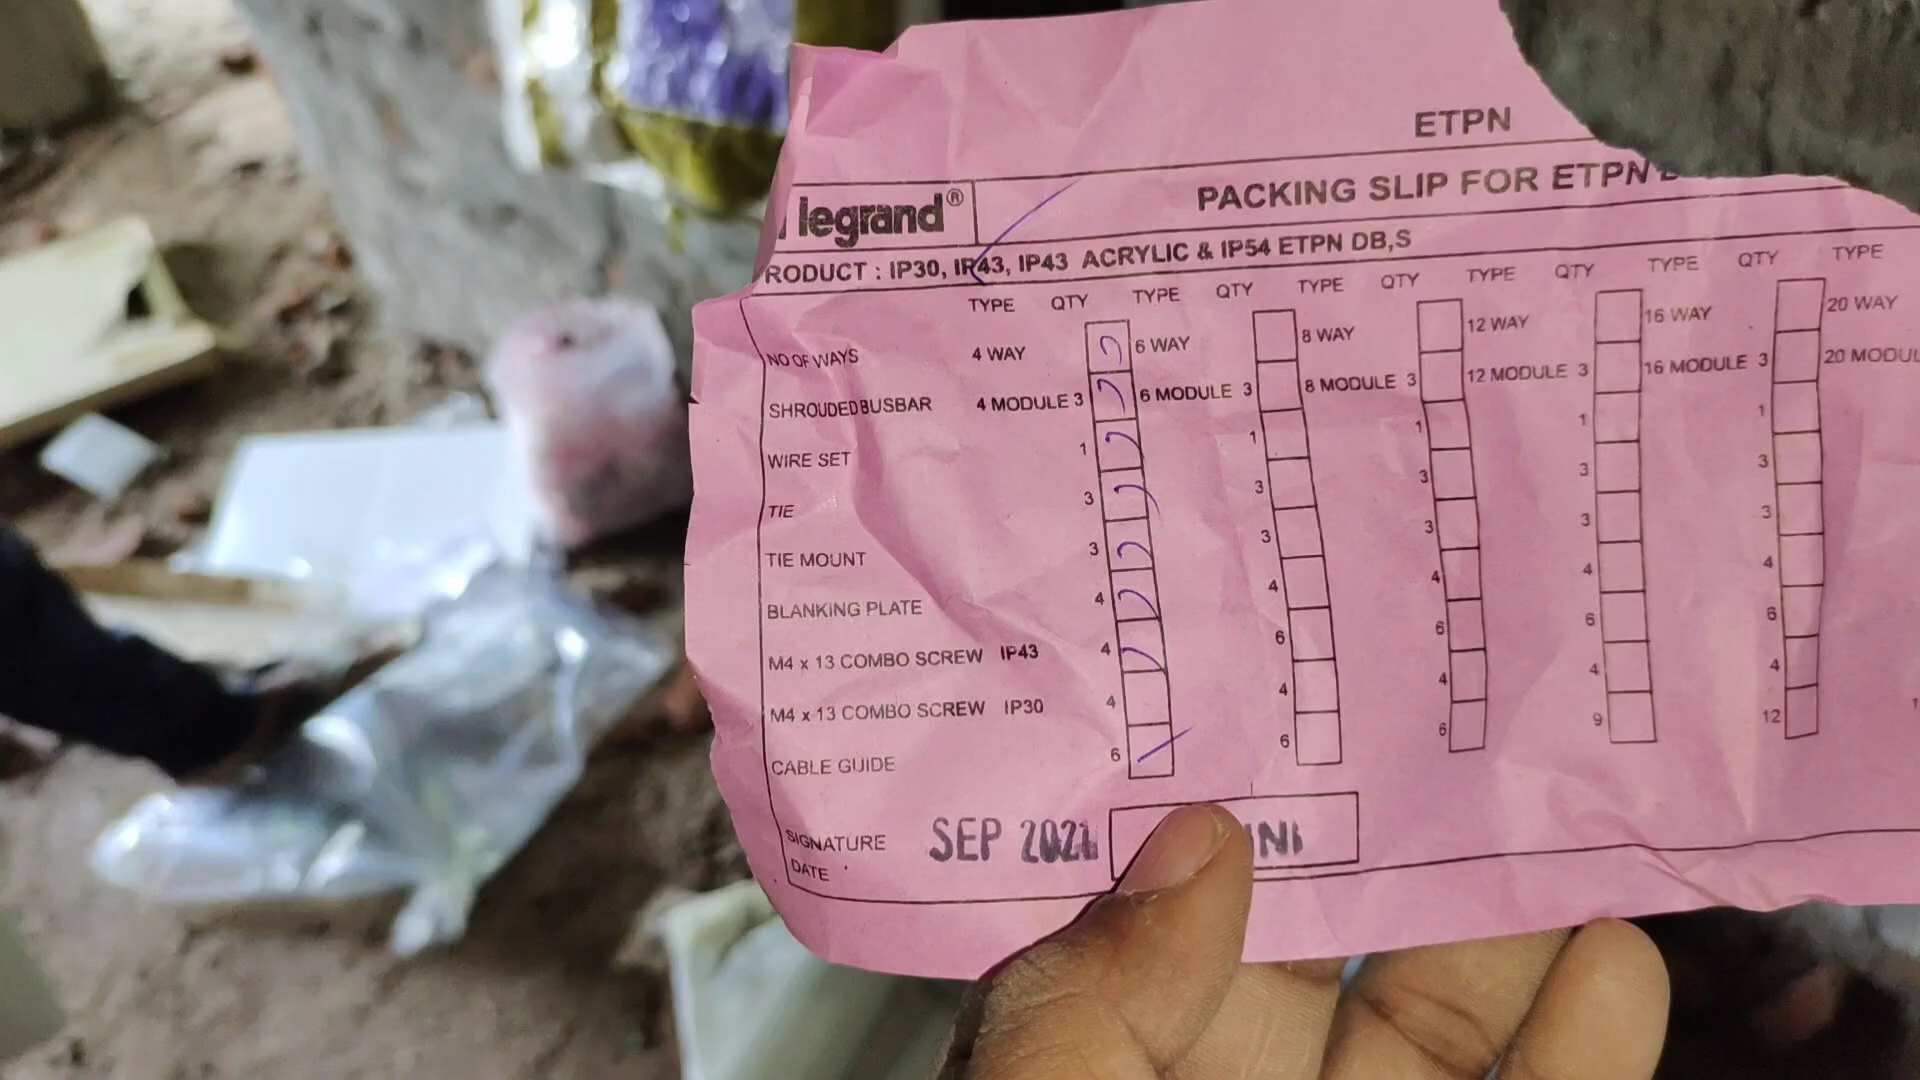 ETPN
legrand® PACKING SLIP FOR ETPN
RODUCT : IP30, IP43, IP43 ACRYLIC & IP54 ETPN DB,S
TYPE QTY TYPE QTY TYPE QTY TYPE QTY TYPE QTY TYPE
NO OF WAYS 4 WAY 6 WAY 8 WAY 12 WAY 16 WAY 20 WAY
SHROUDED BUSBAR 4 MODULE 3 6 MODULE 3 8 MODULE 3 12 MODULE 3 16 MODULE 3 20 MODUL
WIRE SET 1 1 1 1 1
TIE 3 3 3 3 3
TIE MOUNT 3 3 3 3 3
BLANKING PLATE 4 4 4 4 4
M4 x 13 COMBO SCREW IP43 4 6 6 6 6
M4 x 13 COMBO SCREW IP30 4 4 4 4 4
CABLE GUIDE 6 6 6 9 12 1
SIGNATURE SEP 2021 INI
DATE